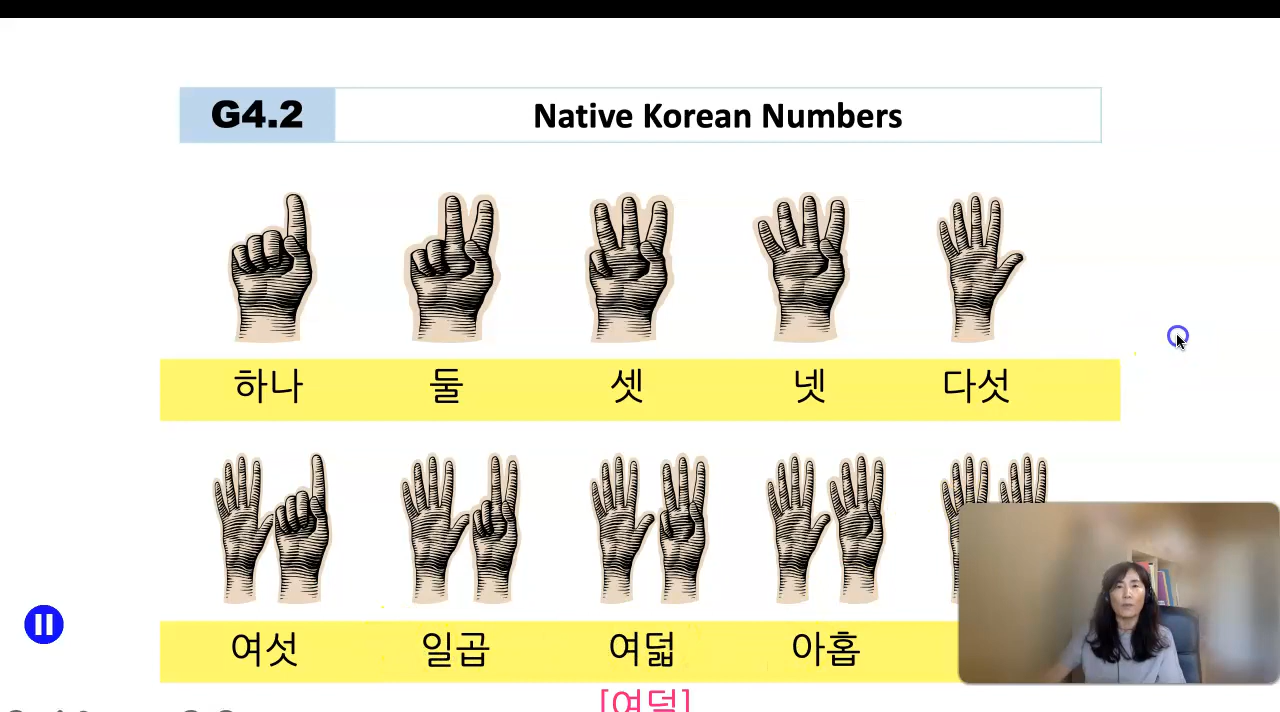 G4.2 Native Korean Numbers
하나 둘 셋 넷 다섯
여섯 일곱 여덟 아홉
[여덜]